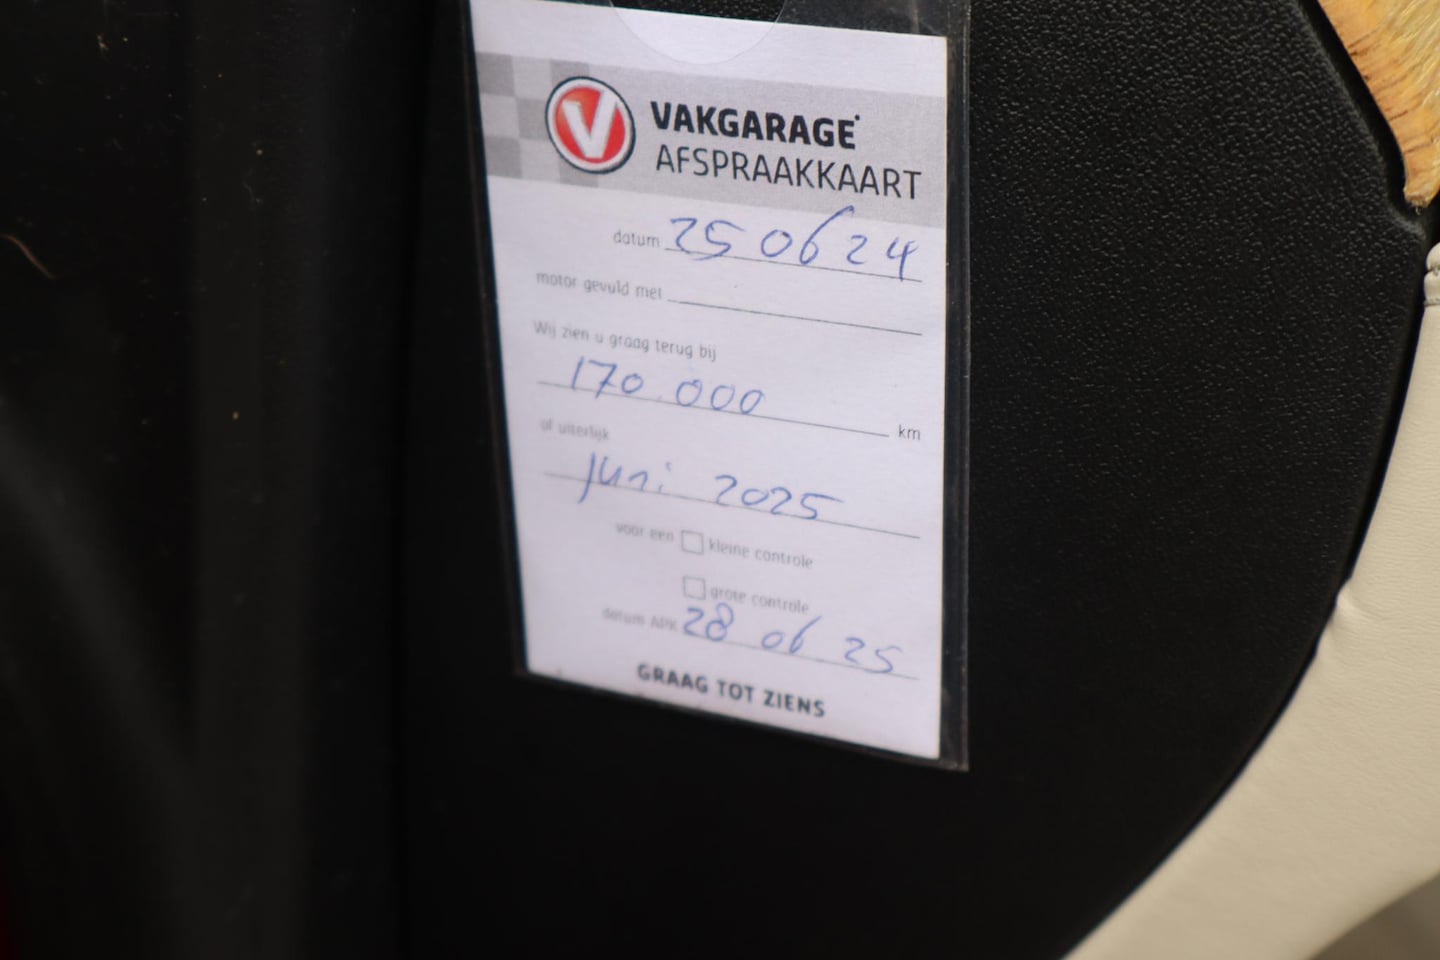 V
VAKGARAGE
AFSPRAAKKAART
datum 25 06 24
motor gevuld met
Wij zien u graag terug bij
170.000 km
of uiterlijk
juni 2025
voor een kleine controle
grote controle
datum APK 28 06 25
GRAAG TOT ZIENS